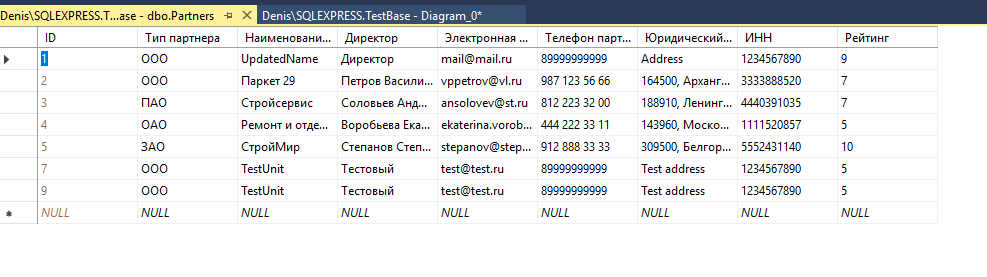 Denis\SQLEXPRESS.T...ase - dbo.Partners Denis\SQLEXPRESS.TestBase - Diagram_0*
ID Тип партнера Наименовани... Директор Электронная ... Телефон парт... Юридический... ИНН Рейтинг
1 ООО UpdatedName Директор mail@mail.ru 89999999999 Address 1234567890 9
2 ООО Паркет 29 Петров Васили... vppetrov@vl.ru 987 123 56 66 164500, Арханг... 3333888520 7
3 ПАО Стройсервис Соловьев Анд... ansolovev@st.ru 812 223 32 00 188910, Ленинг... 4440391035 7
4 ОАО Ремонт и отде... Воробьева Ека... ekaterina.vorob... 444 222 33 11 143960, Моско... 1111520857 5
5 ЗАО СтройМир Степанов Степ... stepanov@step... 912 888 33 33 309500, Белгор... 5552431140 10
7 ООО TestUnit Тестовый test@test.ru 89999999999 Test address 1234567890 5
9 ООО TestUnit Тестовый test@test.ru 89999999999 Test address 1234567890 5
NULL NULL NULL NULL NULL NULL NULL NULL NULL